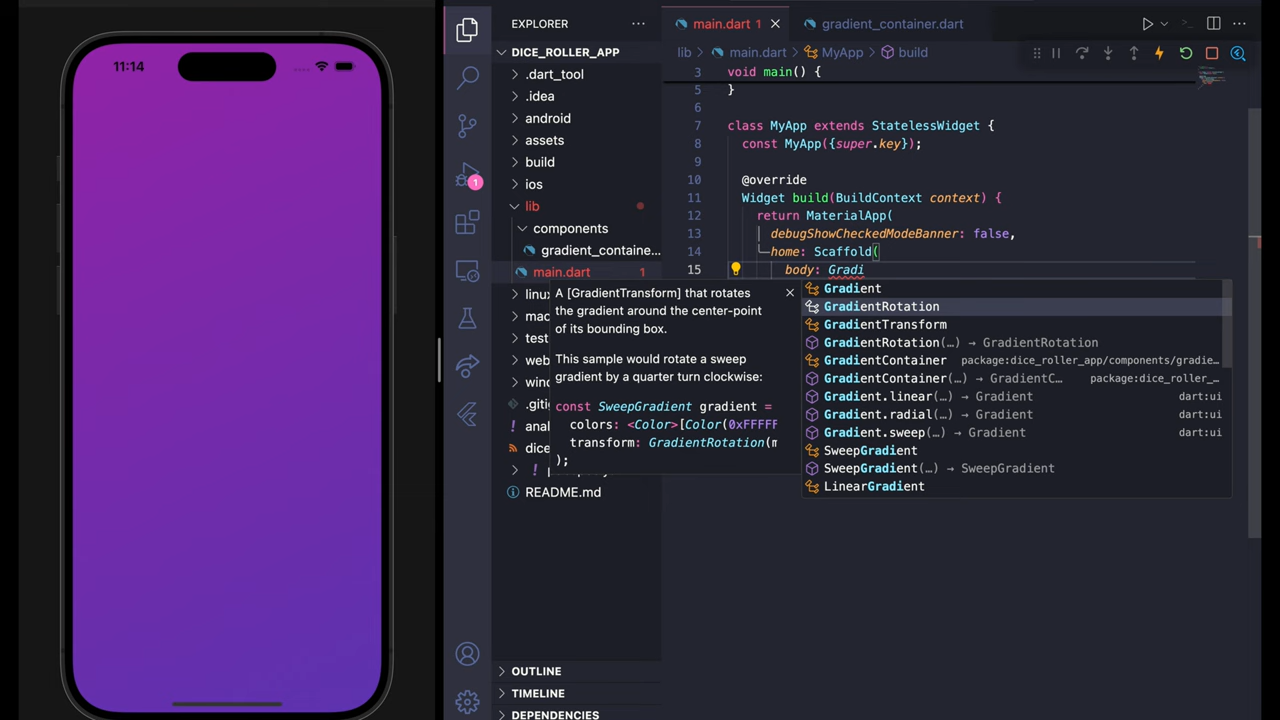 11:14
EXPLORER
DICE_ROLLER_APP
.dart_tool
.idea
android
assets
build
ios
lib
components
gradient_containe...
main.dart 1
linux
test
web
.giti
README.md
OUTLINE
TIMELINE
DEPENDENCIES
1
main.dart 1
gradient_container.dart
lib > main.dart > MyApp > build
3 void main() {
5 }
6
7 class MyApp extends StatelessWidget {
8 const MyApp({super.key});
9
10 @override
11 Widget build(BuildContext context) {
12 return MaterialApp(
13 debugShowCheckedModeBanner: false,
14 home: Scaffold(
15 body: Gradi
A [GradientTransform] that rotates
the gradient around the center-point
of its bounding box.
This sample would rotate a sweep
gradient by a quarter turn clockwise:
const SweepGradient gradient =
colors: <Color>[Color(0xFFFFF
transform: GradientRotation(m
);
Gradient
GradientRotation
GradientTransform
GradientRotation(…) → GradientRotation
GradientContainer package:dice_roller_app/components/gradie…
GradientContainer(…) → GradientC… package:dice_roller_…
Gradient.linear(…) → Gradient dart:ui
Gradient.radial(…) → Gradient dart:ui
Gradient.sweep(…) → Gradient dart:ui
SweepGradient
SweepGradient(…) → SweepGradient
LinearGradient